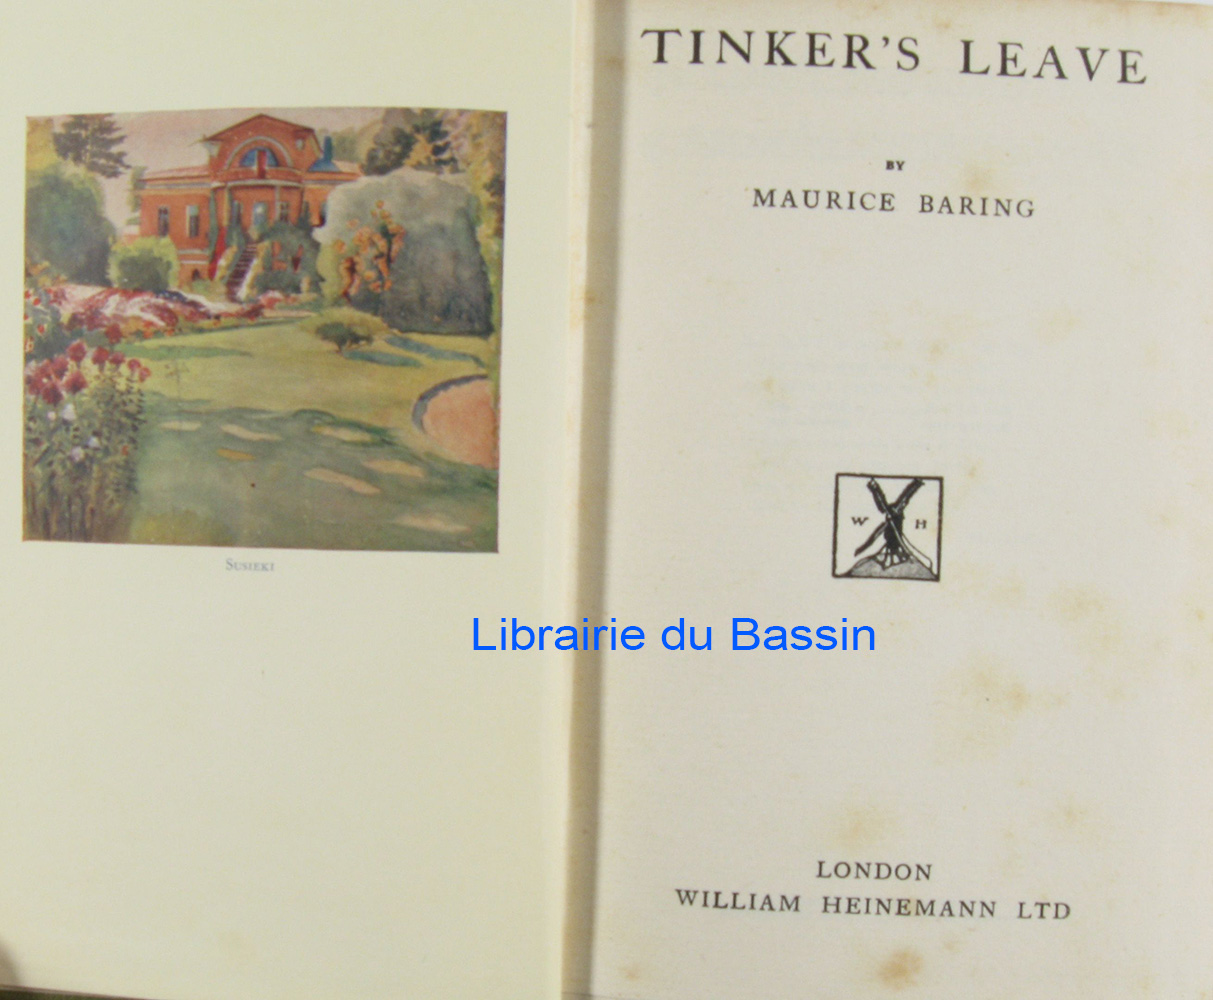 SUSIEKI
TINKER'S LEAVE
BY
MAURICE BARING
W H
LONDON
WILLIAM HEINEMANN LTD
Librairie du Bassin